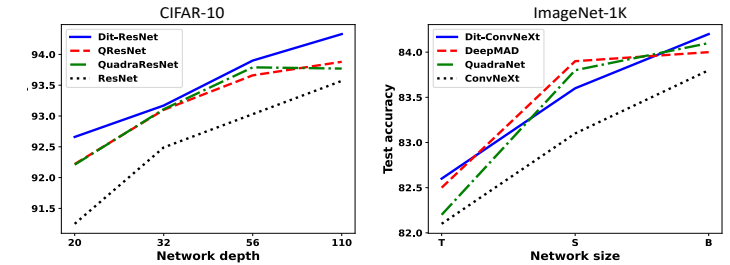 CIFAR-10
Dit-ResNet
QResNet
QuadraResNet
ResNet
94.0
93.5
93.0
92.5
92.0
91.5
20 32 56 110
Network depth
ImageNet-1K
Dit-ConvNeXt
DeepMAD
QuadraNet
ConvNeXt
Test accuracy
84.0
83.5
83.0
82.5
82.0
T S B
Network size